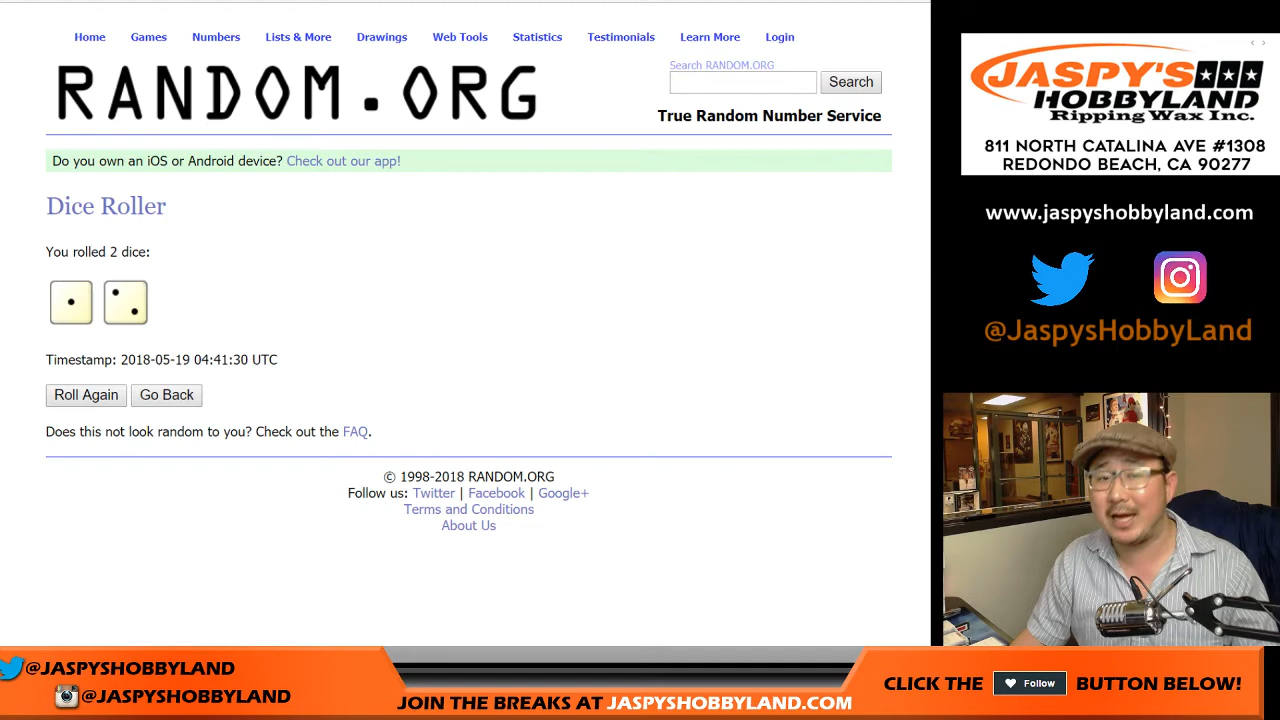 Home Games Numbers Lists & More Drawings Web Tools Statistics Testimonials Learn More Login
RANDOM.ORG
Search RANDOM.ORG
Search
True Random Number Service
Do you own an iOS or Android device? Check out our app!
Dice Roller
You rolled 2 dice:
Timestamp: 2018-05-19 04:41:30 UTC
Roll Again Go Back
Does this not look random to you? Check out the FAQ.
© 1998-2018 RANDOM.ORG
Follow us: Twitter | Facebook | Google+
Terms and Conditions
About Us
JASPY'S
HOBBYLAND
Ripping Wax Inc.
811 NORTH CATALINA AVE #1308
REDONDO BEACH, CA 90277
www.jaspyshobbyland.com
@JaspysHobbyLand
@JASPYSHOBBYLAND
@JASPYSHOBBYLAND
JOIN THE BREAKS AT JASPYSHOBBYLAND.COM
CLICK THE Follow BUTTON BELOW!